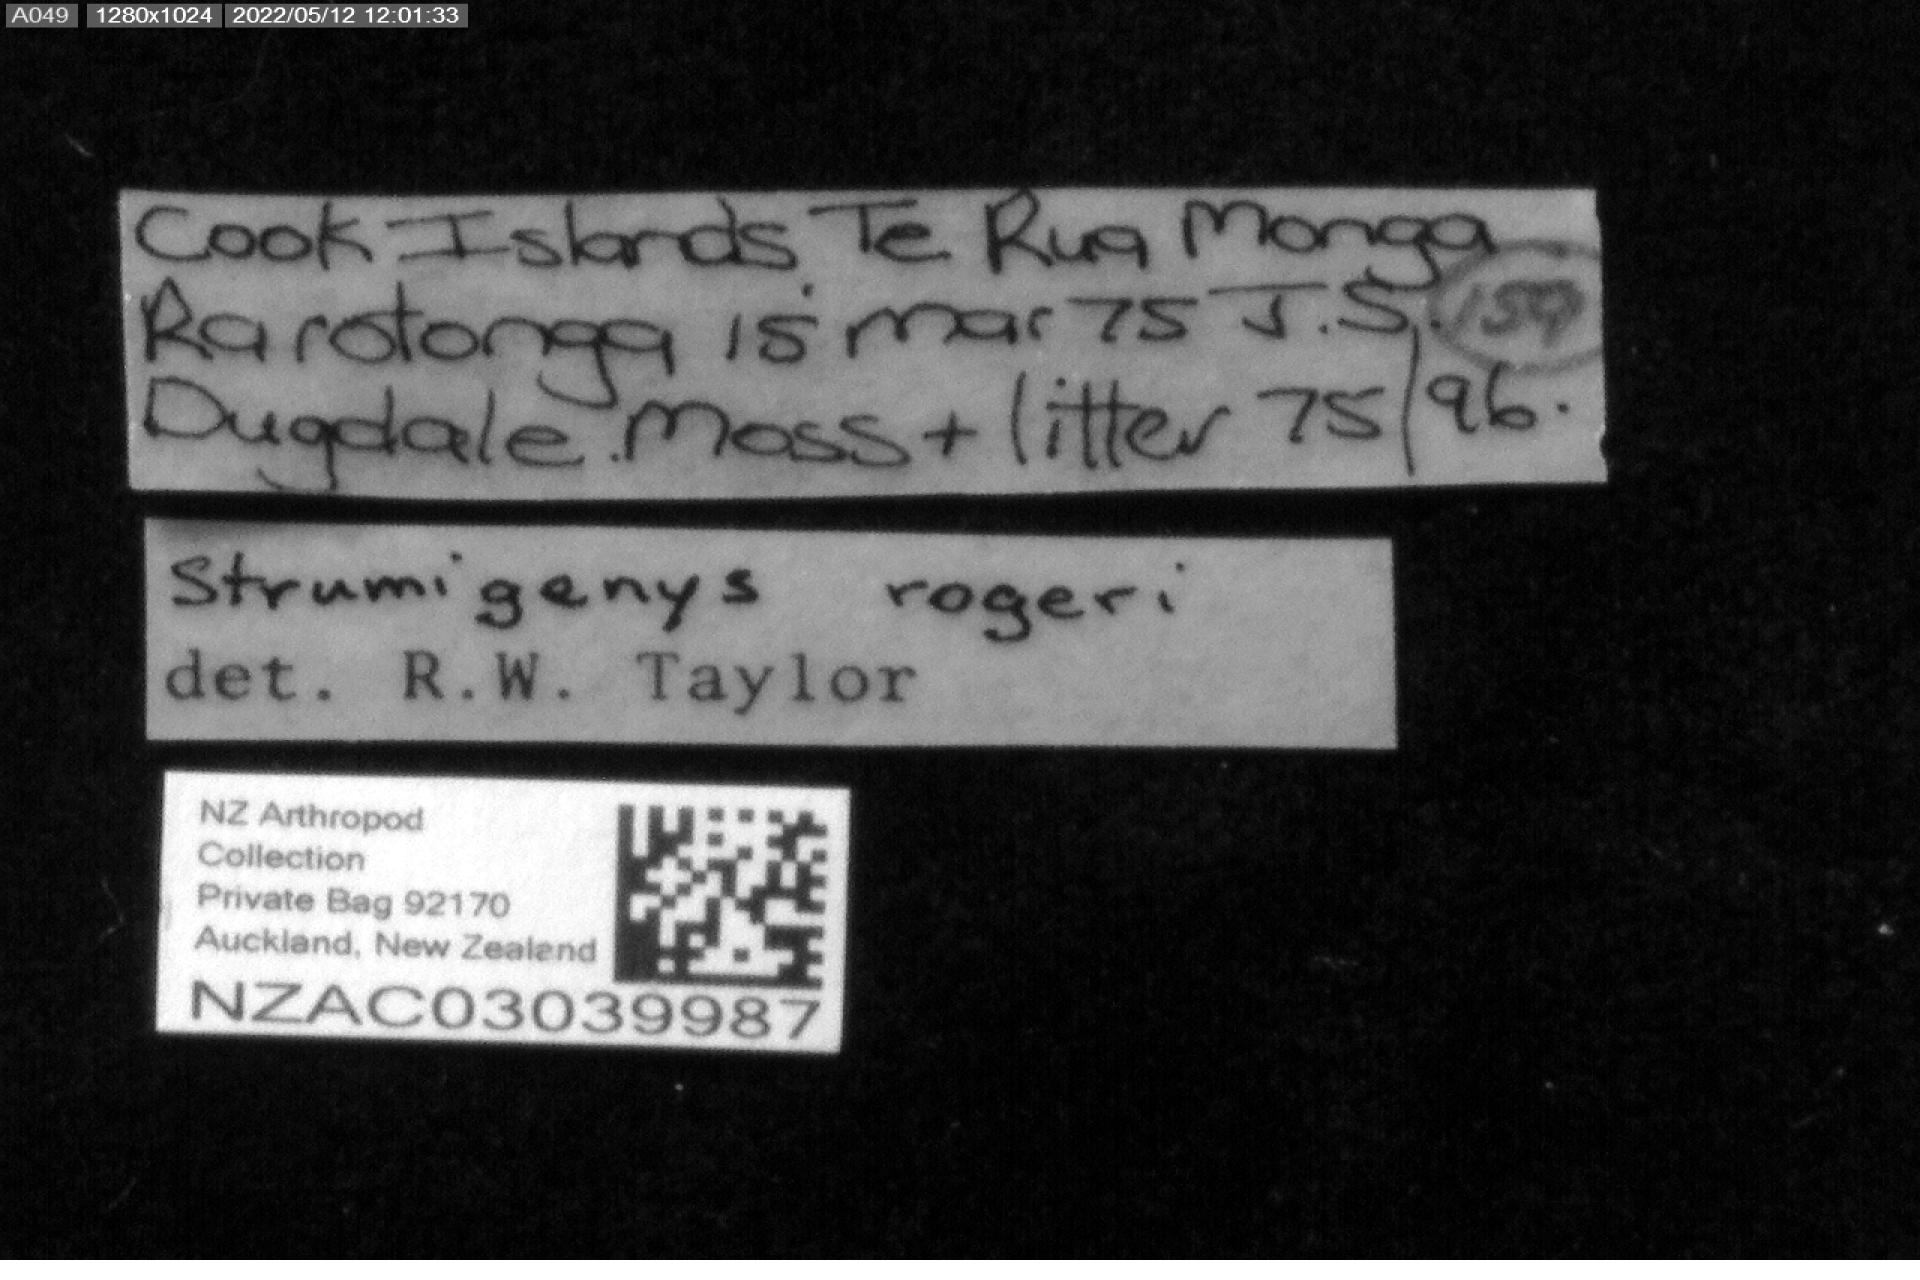 A049 1280x1024 2022/05/12 12:01:33
Cook Islands Te Rua Manga
Rarotonga 15 Mar 75 J.S. 159
Dugdale. Moss + litter 75/96.
Strumigenys rogeri
det. R.W. Taylor
NZ Arthropod
Collection
Private Bag 92170
Auckland, New Zealand
NZAC03039987